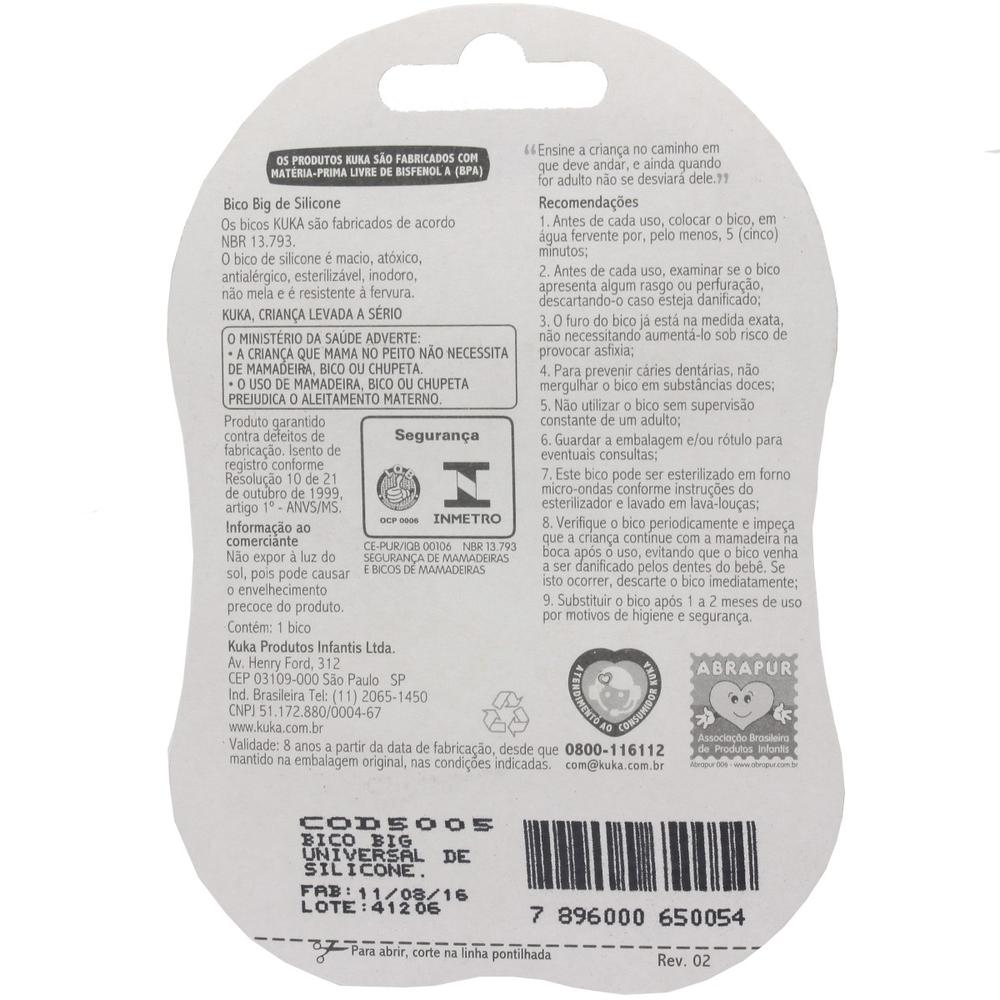 OS PRODUTOS KUKA SÃO FABRICADOS COM
MATÉRIA-PRIMA LIVRE DE BISFENOL A (BPA)
Bico Big de Silicone
Os bicos KUKA são fabricados de acordo
NBR 13.793.
O bico de silicone é macio, atóxico,
antialérgico, esterilizável, inodoro,
não mela e é resistente à fervura.
KUKA, CRIANÇA LEVADA A SÉRIO
O MINISTÉRIO DA SAÚDE ADVERTE:
• A CRIANÇA QUE MAMA NO PEITO NÃO NECESSITA
DE MAMADEIRA, BICO OU CHUPETA.
• O USO DE MAMADEIRA, BICO OU CHUPETA
PREJUDICA O ALEITAMENTO MATERNO.
Produto garantido
contra defeitos de
fabricação. Isento de
registro conforme
Resolução 10 de 21
de outubro de 1999,
artigo 1º - ANVS/MS.
Segurança
I.Q.B
OCP 0006
INMETRO
CE-PUR/IQB 00106 NBR 13.793
SEGURANÇA DE MAMADEIRAS
E BICOS DE MAMADEIRAS
Informação ao
comerciante
Não expor à luz do
sol, pois pode causar
o envelhecimento
precoce do produto.
Contém: 1 bico
Kuka Produtos Infantis Ltda.
Av. Henry Ford, 312
CEP 03109-000 São Paulo SP
Ind. Brasileira Tel: (11) 2065-1450
CNPJ 51.172.880/0004-67
www.kuka.com.br
Validade: 8 anos a partir da data de fabricação, desde que
mantido na embalagem original, nas condições indicadas.
“Ensine a criança no caminho em
que deve andar, e ainda quando
for adulto não se desviará dele.”
Recomendações
1. Antes de cada uso, colocar o bico, em
água fervente por, pelo menos, 5 (cinco)
minutos;
2. Antes de cada uso, examinar se o bico
apresenta algum rasgo ou perfuração,
descartando-o caso esteja danificado;
3. O furo do bico já está na medida exata,
não necessitando aumentá-lo sob risco de
provocar asfixia;
4. Para prevenir cáries dentárias, não
mergulhar o bico em substâncias doces;
5. Não utilizar o bico sem supervisão
constante de um adulto;
6. Guardar a embalagem e/ou rótulo para
eventuais consultas;
7. Este bico pode ser esterilizado em forno
micro-ondas conforme instruções do
esterilizador e lavado em lava-louças;
8. Verifique o bico periodicamente e impeça
que a criança continue com a mamadeira na
boca após o uso, evitando que o bico venha
a ser danificado pelos dentes do bebê. Se
isto ocorrer, descarte o bico imediatamente;
9. Substituir o bico após 1 a 2 meses de uso
por motivos de higiene e segurança.
ATENDIMENTO AO CONSUMIDOR KUKA
0800-116112
com@kuka.com.br
ABRAPUR
Associação Brasileira
de Produtos Infantis
Abrapur 006 - www.abrapur.com.br
COD5005
BICO BIG
UNIVERSAL DE
SILICONE.
FAB:11/08/16
LOTE:41206
7 896000 650054
Para abrir, corte na linha pontilhada
Rev. 02